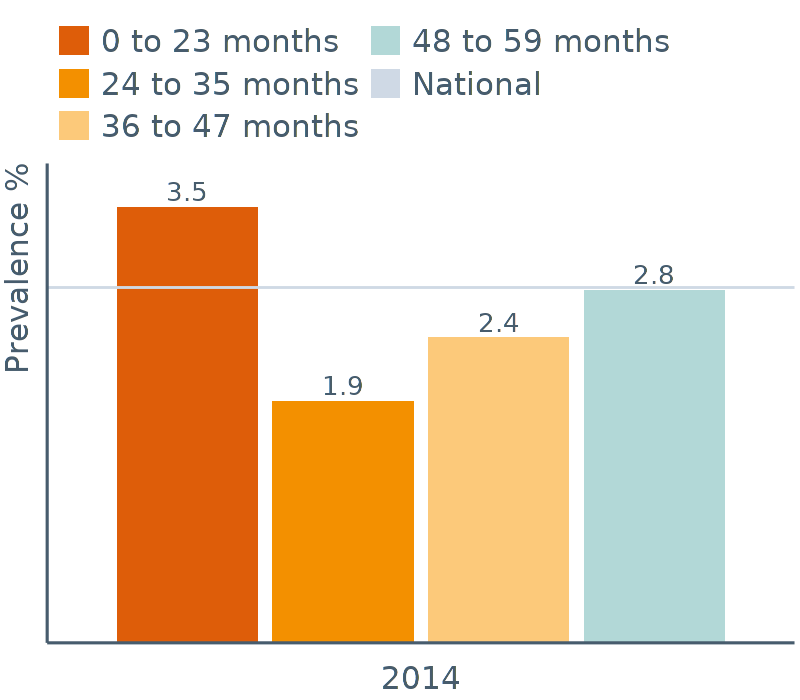 0 to 23 months
24 to 35 months
36 to 47 months
48 to 59 months
National
Prevalence %
3.5
1.9
2.4
2.8
2014